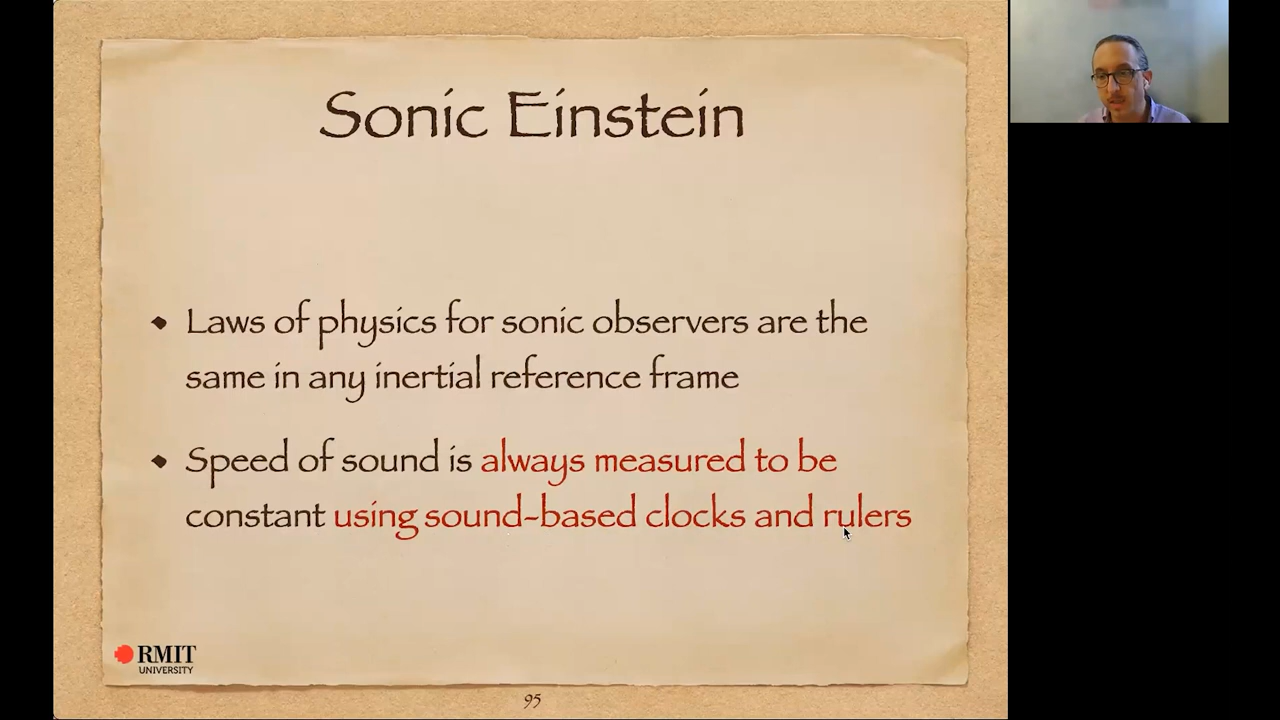 Sonic Einstein
• Laws of physics for sonic observers are the
same in any inertial reference frame
• Speed of sound is always measured to be
constant using sound-based clocks and rulers
RMIT
UNIVERSITY
95